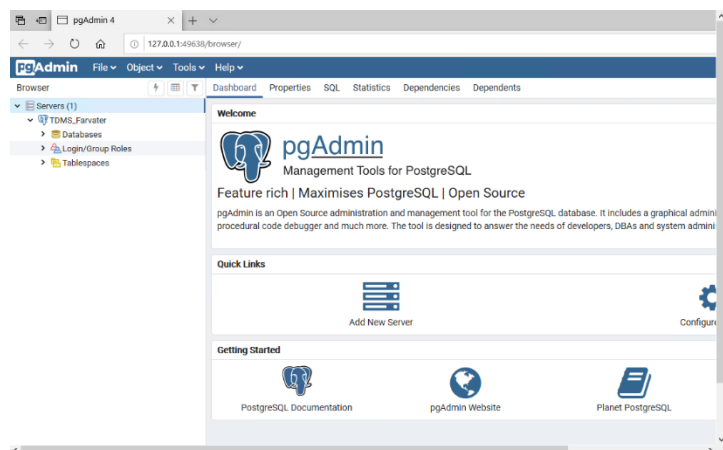 pgAdmin 4
127.0.0.1:49638/browser/
pgAdmin File Object Tools Help
Browser
Dashboard Properties SQL Statistics Dependencies Dependents
Servers (1)
TDMS_Farvater
Databases
Login/Group Roles
Tablespaces
Welcome
pgAdmin
Management Tools for PostgreSQL
Feature rich | Maximises PostgreSQL | Open Source
pgAdmin is an Open Source administration and management tool for the PostgreSQL database. It includes a graphical admini
procedural code debugger and much more. The tool is designed to answer the needs of developers, DBAs and system admini
Quick Links
Add New Server
Configure
Getting Started
PostgreSQL Documentation
pgAdmin Website
Planet PostgreSQL